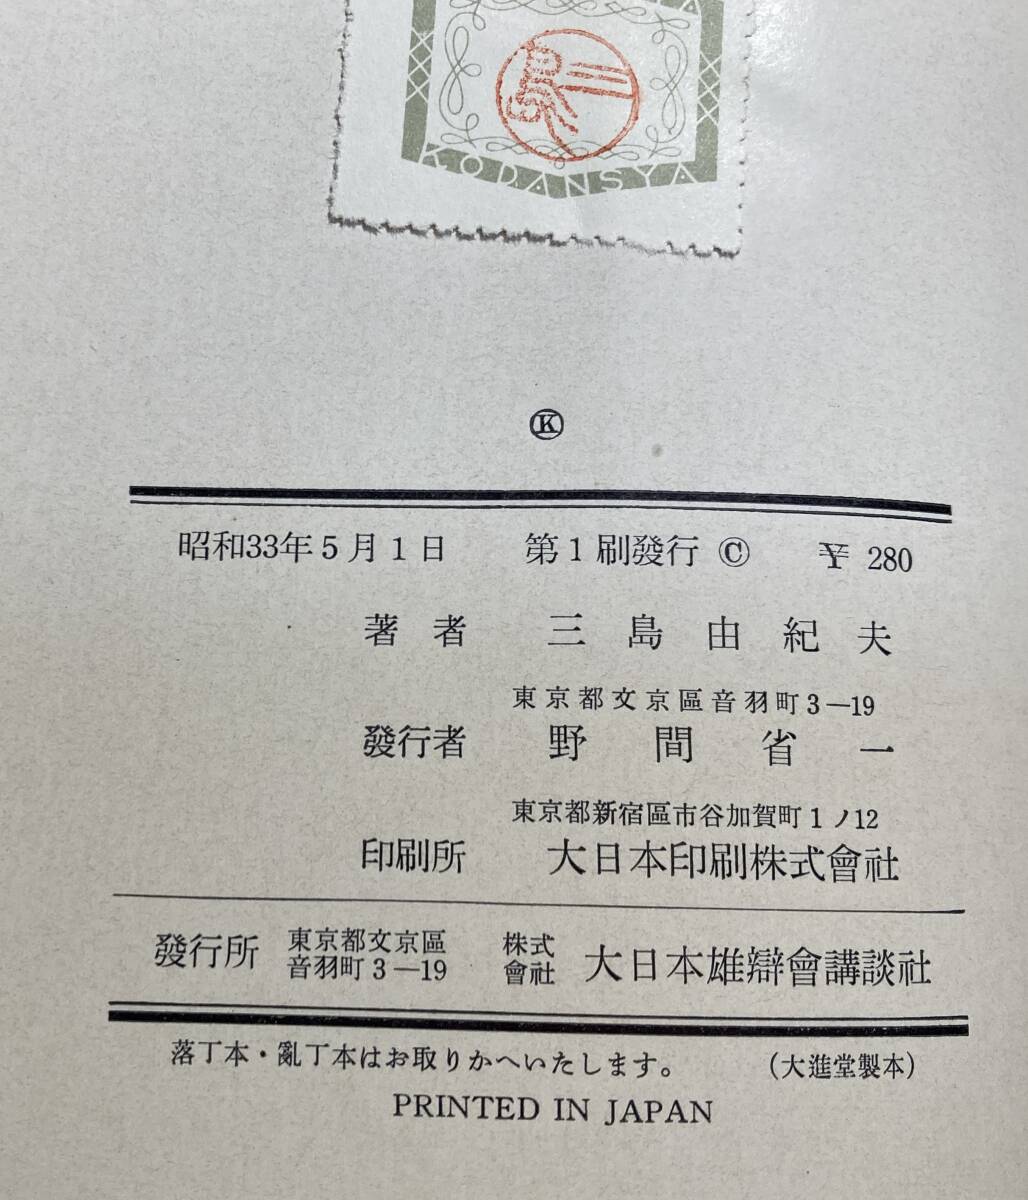 KODANSYA
Ⓚ
昭和33年5月1日 第1刷發行 © ¥ 280
著者 三島由紀夫
東京都文京區音羽町3—19
發行者 野間省一
東京都新宿區市谷加賀町1ノ12
印刷所 大日本印刷株式會社
發行所 東京都文京區
音羽町3—19
株式
會社 大日本雄辯會講談社
落丁本・亂丁本はお取りかへいたします。 （大進堂製本）
PRINTED IN JAPAN